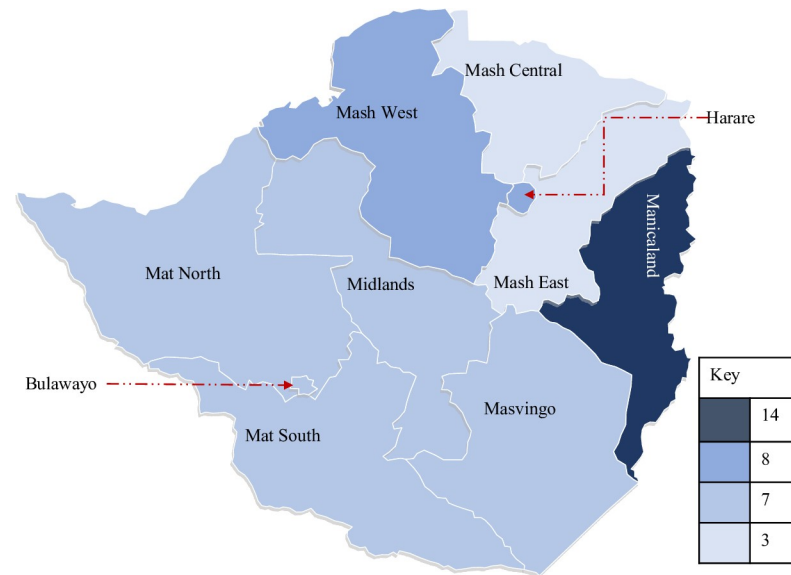 Mash Central
Mash West
Harare
Manicaland
Mat North
Midlands
Mash East
Bulawayo
Mat South
Masvingo
Key
14
8
7
3